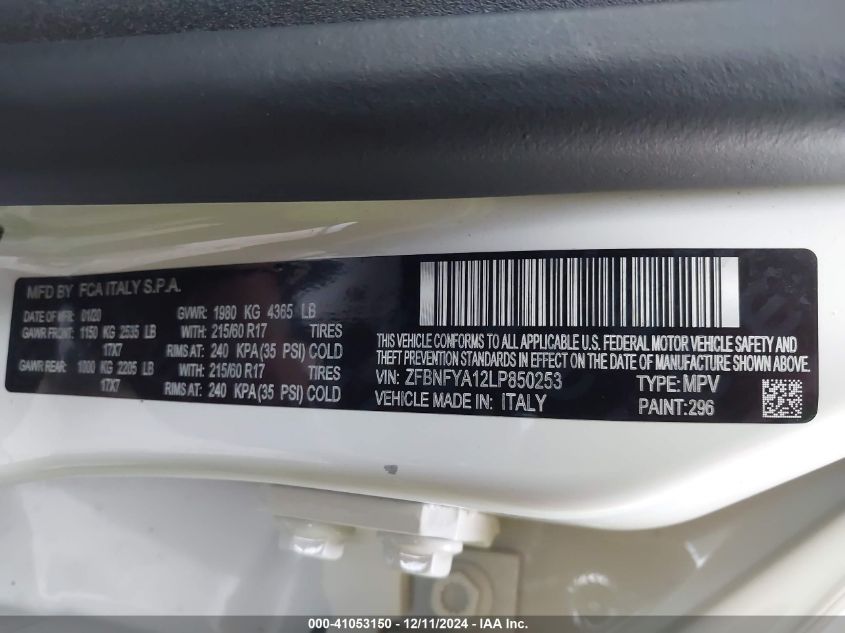 MFD BY FCA ITALY S.P.A.
DATE OF MFR: 01/20 GVWR: 1980 KG 4365 LB
GAWR FRONT: 1150 KG 2535 LB WITH: 215/60 R17 TIRES
17X7 RIMS AT: 240 KPA(35 PSI) COLD
GAWR REAR: 1000 KG 2205 LB WITH: 215/60 R17 TIRES
17X7 RIMS AT: 240 KPA(35 PSI) COLD
THIS VEHICLE CONFORMS TO ALL APPLICABLE U.S. FEDERAL MOTOR VEHICLE SAFETY AND
THEFT PREVENTION STANDARDS IN EFFECT ON THE DATE OF MANUFACTURE SHOWN ABOVE.
VIN: ZFBNFYA12LP850253 TYPE: MPV
VEHICLE MADE IN: ITALY PAINT:296
000-41053150 - 12/11/2024 - IAA Inc.